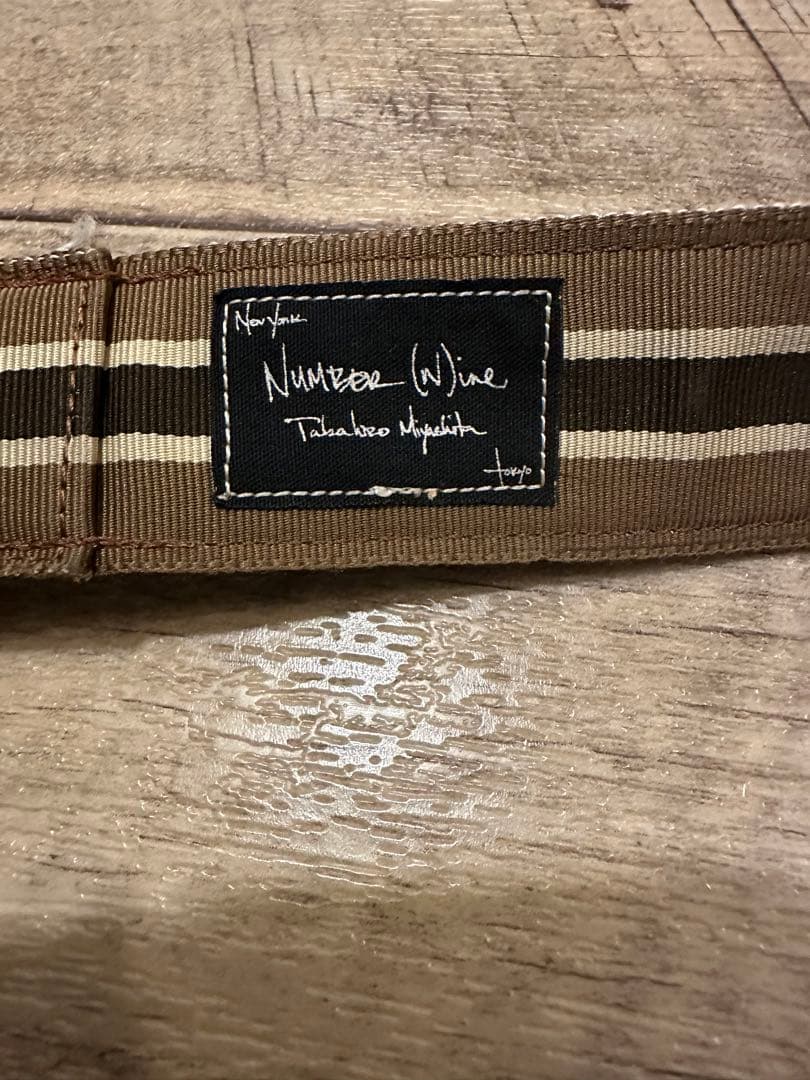 New York
NUMBER (N)ine
Takahiro Miyashita
tokyo